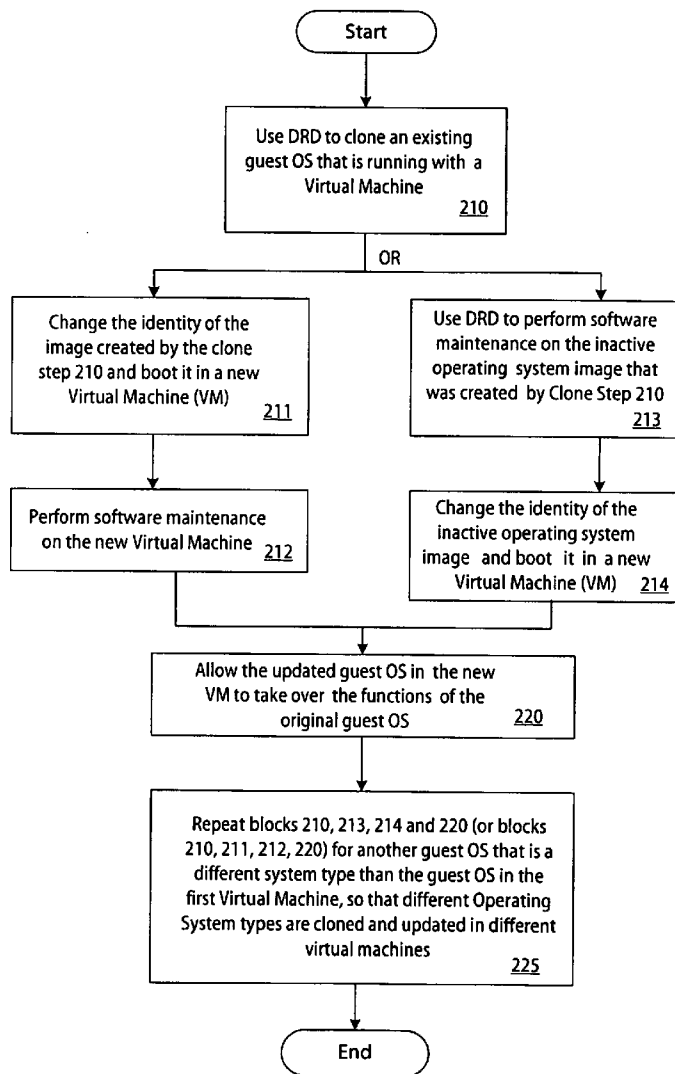 Start
Use DRD to clone an existing
guest OS that is running with a
Virtual Machine
210
OR
Change the identity of the
image created by the clone
step 210 and boot it in a new
Virtual Machine (VM)
211
Use DRD to perform software
maintenance on the inactive
operating system image that
was created by Clone Step 210
213
Perform software maintenance
on the new Virtual Machine
212
Change the identity of the
inactive operating system
image and boot it in a new
Virtual Machine (VM)
214
Allow the updated guest OS in the new
VM to take over the functions of the
original guest OS
220
Repeat blocks 210, 213, 214 and 220 (or blocks
210, 211, 212, 220) for another guest OS that is a
different system type than the guest OS in the
first Virtual Machine, so that different Operating
System types are cloned and updated in different
virtual machines
225
End